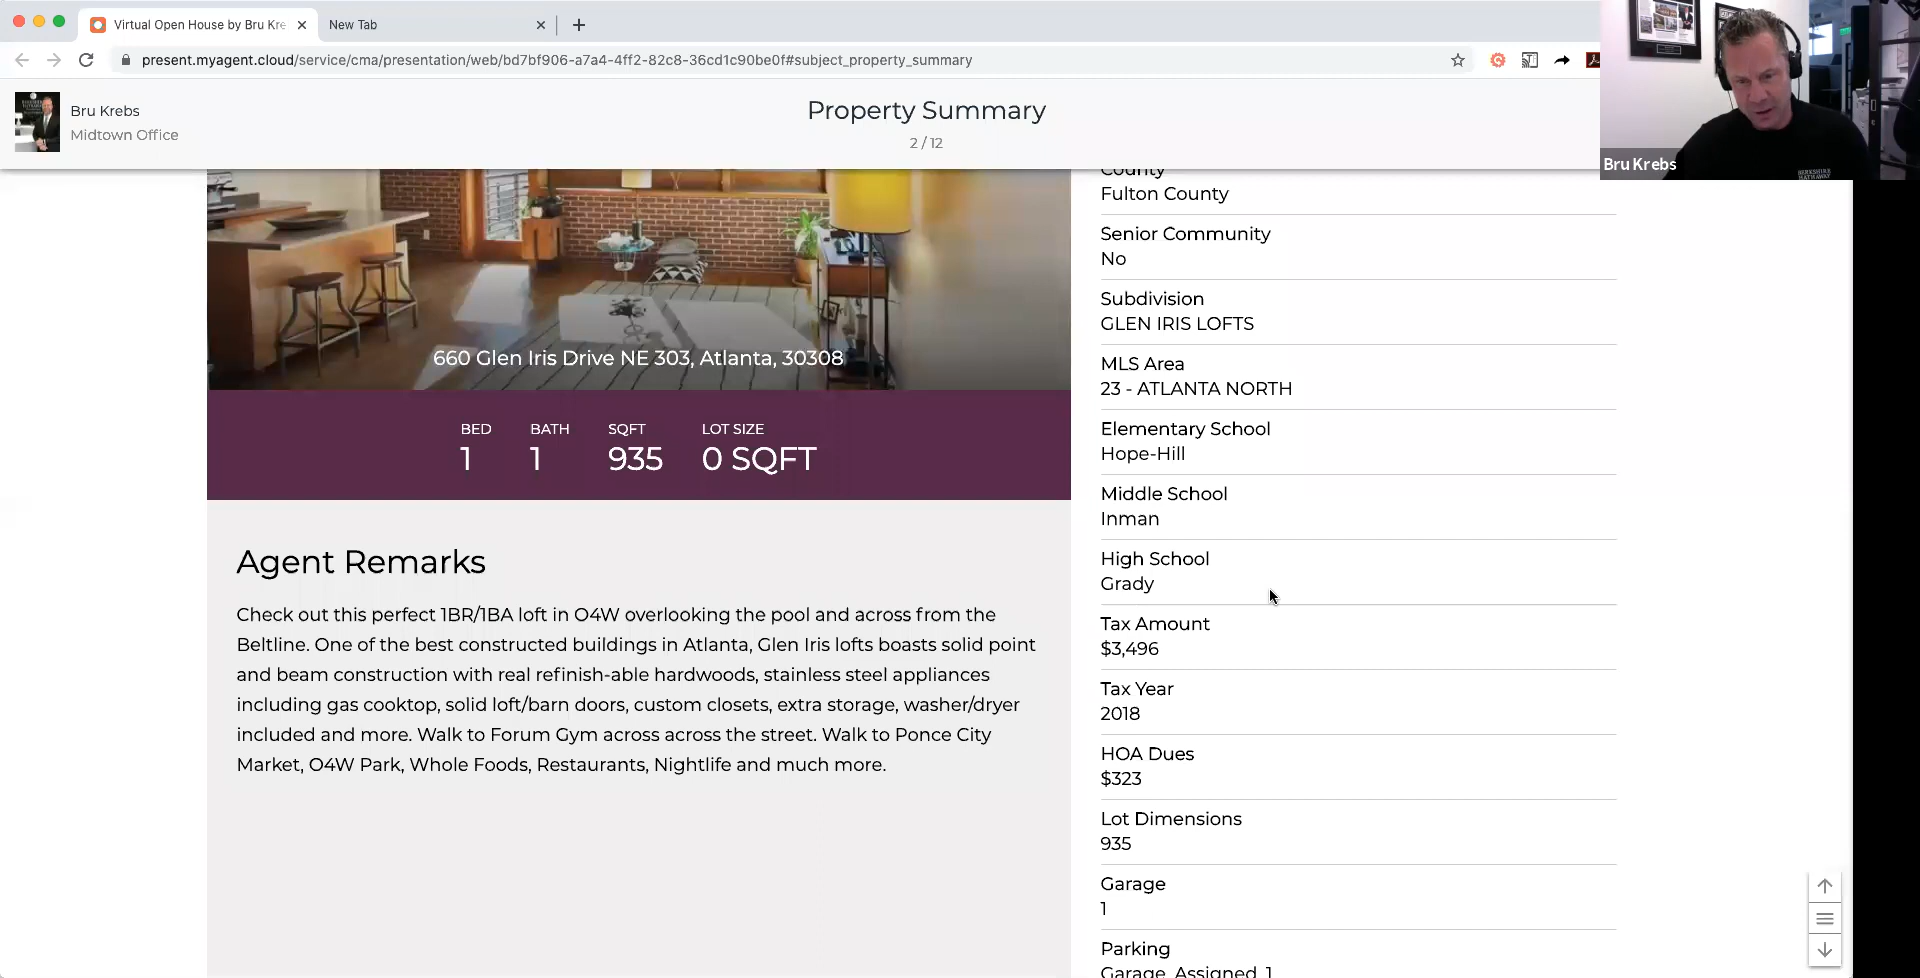 Virtual Open House by Bru Kre
New Tab
present.myagent.cloud/service/cma/presentation/web/bd7bf906-a7a4-4ff2-82c8-36cd1c90be0f#subject_property_summary
Bru Krebs
Midtown Office
Property Summary
2 / 12
Bru Krebs
BERKSHIRE
HATHAWAY
660 Glen Iris Drive NE 303, Atlanta, 30308
BED BATH SQFT LOT SIZE
1 1 935 0 SQFT
Agent Remarks
Check out this perfect 1BR/1BA loft in O4W overlooking the pool and across from the
Beltline. One of the best constructed buildings in Atlanta, Glen Iris lofts boasts solid point
and beam construction with real refinish-able hardwoods, stainless steel appliances
including gas cooktop, solid loft/barn doors, custom closets, extra storage, washer/dryer
included and more. Walk to Forum Gym across across the street. Walk to Ponce City
Market, O4W Park, Whole Foods, Restaurants, Nightlife and much more.
County
Fulton County
Senior Community
No
Subdivision
GLEN IRIS LOFTS
MLS Area
23 - ATLANTA NORTH
Elementary School
Hope-Hill
Middle School
Inman
High School
Grady
Tax Amount
$3,496
Tax Year
2018
HOA Dues
$323
Lot Dimensions
935
Garage
1
Parking
Garage, Assigned, 1